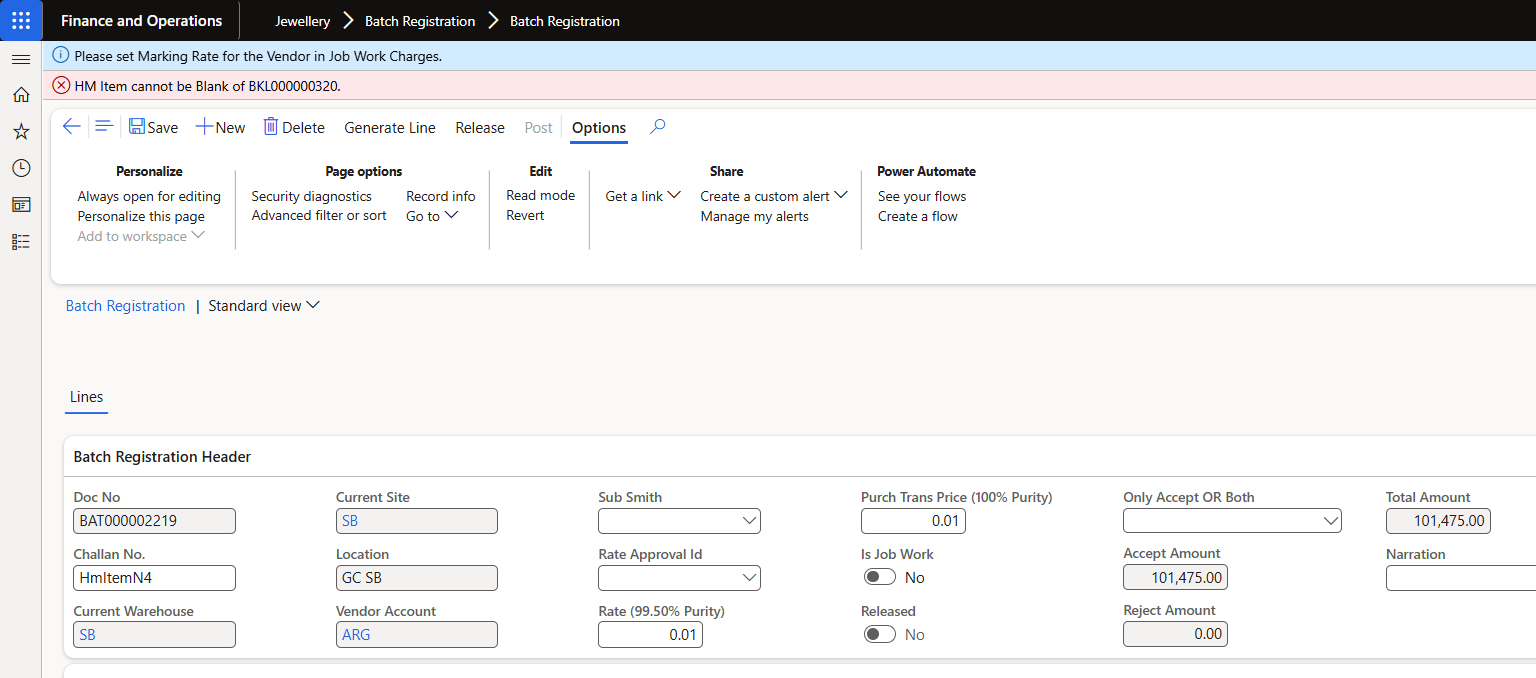 Finance and Operations Jewellery Batch Registration Batch Registration
Please set Marking Rate for the Vendor in Job Work Charges.
HM Item cannot be Blank of BKL000000320.
Save New Delete Generate Line Release Post Options
Personalize
Always open for editing
Personalize this page
Add to workspace
Page options
Security diagnostics Record info
Advanced filter or sort Go to
Edit
Read mode
Revert
Share
Get a link Create a custom alert
Manage my alerts
Power Automate
See your flows
Create a flow
Batch Registration | Standard view
Lines
Batch Registration Header
Doc No
BAT000002219
Challan No.
HmItemN4
Current Warehouse
SB
Current Site
SB
Location
GC SB
Vendor Account
ARG
Sub Smith
Rate Approval Id
Rate (99.50% Purity)
0.01
Purch Trans Price (100% Purity)
0.01
Is Job Work
No
Released
No
Only Accept OR Both
Accept Amount
101,475.00
Reject Amount
0.00
Total Amount
101,475.00
Narration